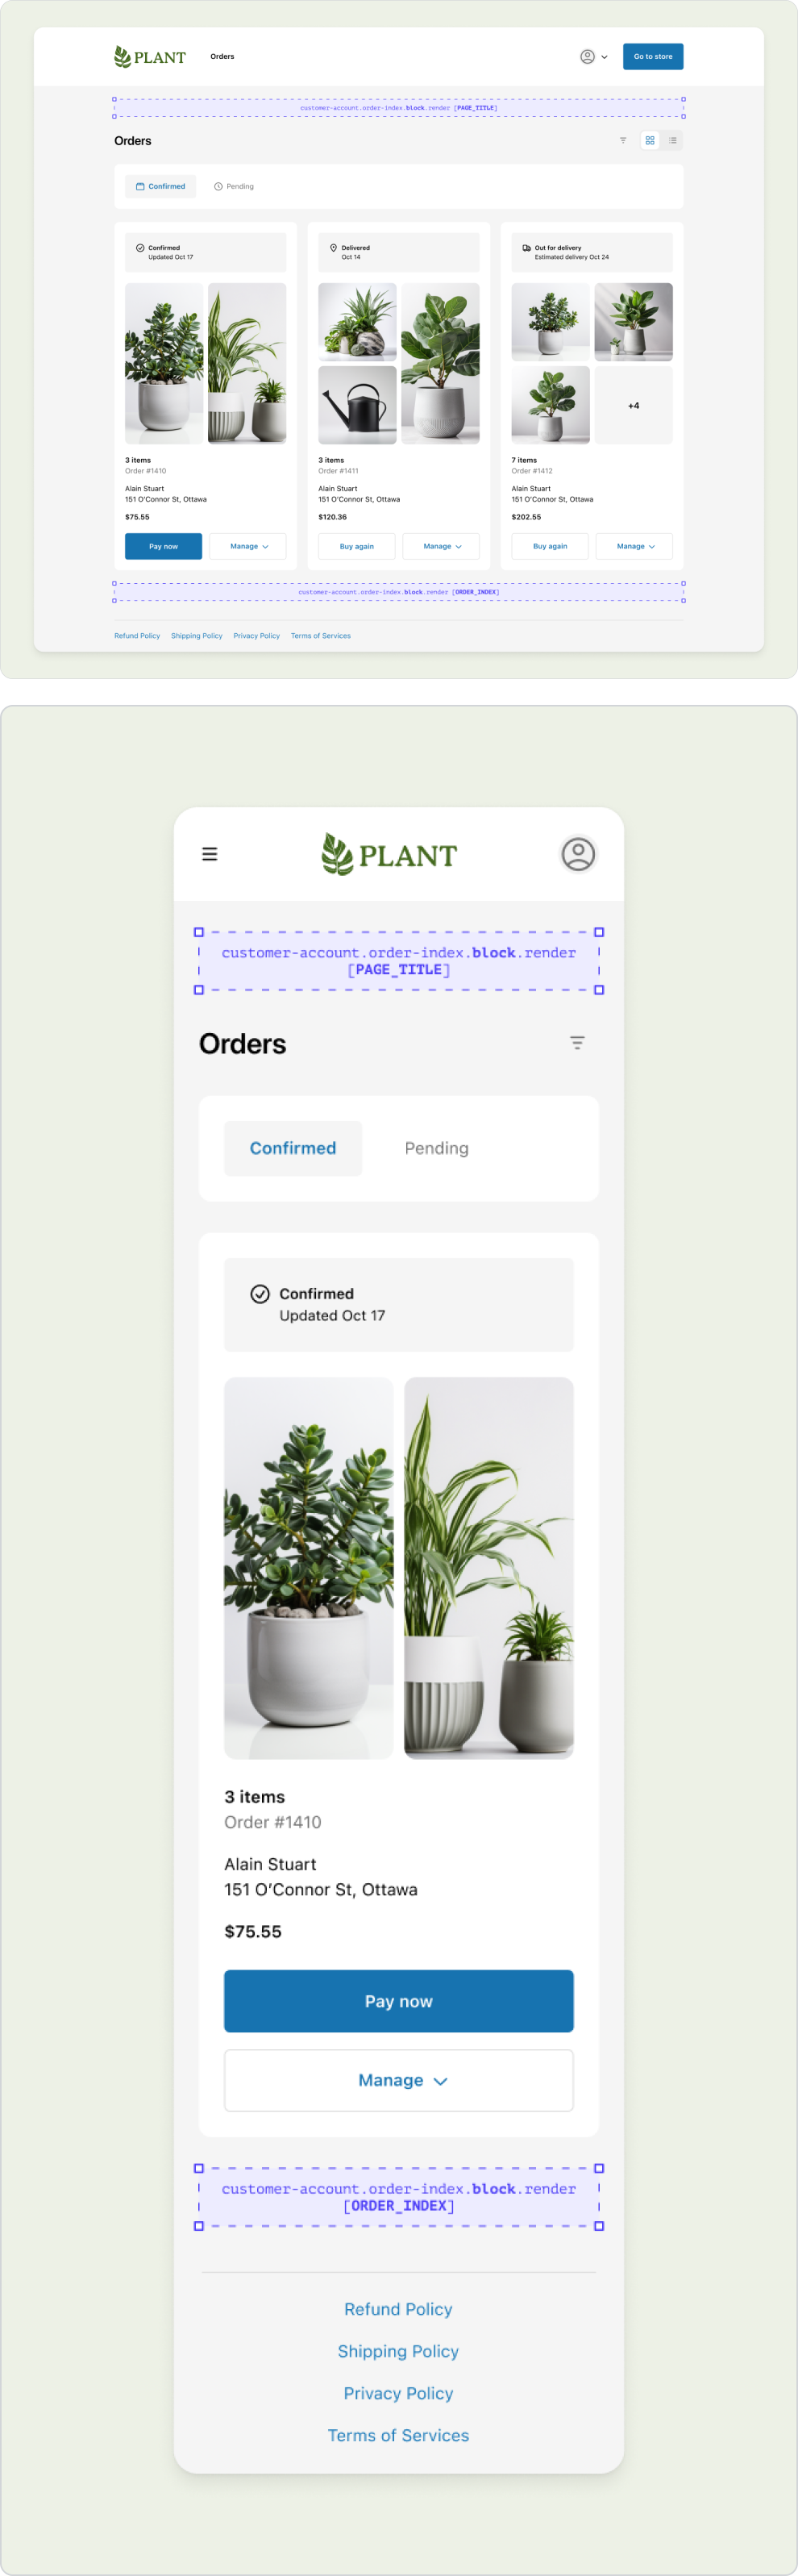 PLANT
Orders
Go to store
customer-account.order-index.block.render [PAGE_TITLE]
Orders
Confirmed
Pending
Confirmed
Updated Oct 17
Delivered
Oct 14
Out for delivery
Estimated delivery Oct 24
+4
3 items
Order #1410
Alain Stuart
151 O'Connor St, Ottawa
$75.55
Pay now
Manage
3 items
Order #1411
Alain Stuart
151 O'Connor St, Ottawa
$120.36
Buy again
Manage
7 items
Order #1412
Alain Stuart
151 O'Connor St, Ottawa
$202.55
Buy again
Manage
customer-account.order-index.block.render [ORDER_INDEX]
Refund Policy
Shipping Policy
Privacy Policy
Terms of Services
PLANT
customer-account.order-index.block.render
[PAGE_TITLE]
Orders
Confirmed
Pending
Confirmed
Updated Oct 17
3 items
Order #1410
Alain Stuart
151 O’Connor St, Ottawa
$75.55
Pay now
Manage
customer-account.order-index.block.render
[ORDER_INDEX]
Refund Policy
Shipping Policy
Privacy Policy
Terms of Services